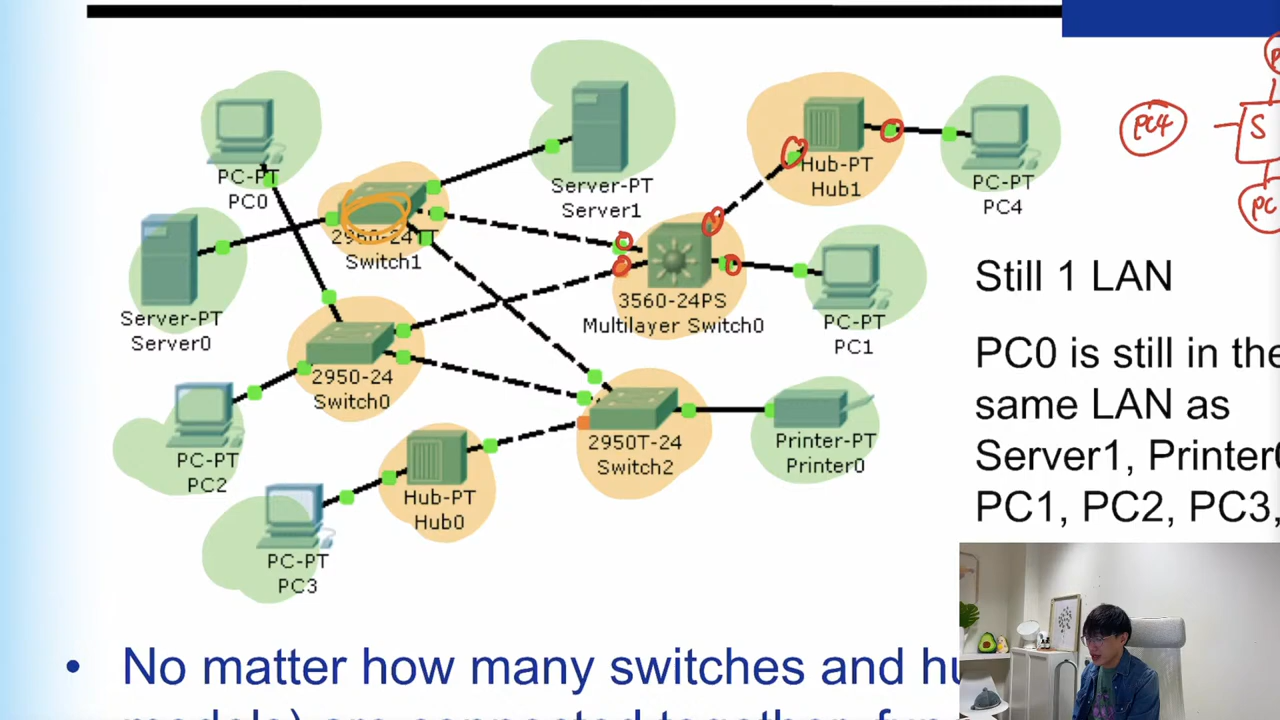 PC-PT
PC0
Server-PT
Server1
Hub-PT
Hub1
PC-PT
PC4
PC4
S
2960-24TT
Switch1
Server-PT
Server0
3560-24PS
Multilayer Switch0
PC-PT
PC1
2950-24
Switch0
PC-PT
PC2
Hub-PT
Hub0
2950T-24
Switch2
Printer-PT
Printer0
PC-PT
PC3
Still 1 LAN
PC0 is still in the
same LAN as
Server1, Printer0
PC1, PC2, PC3,
• No matter how many switches and hu